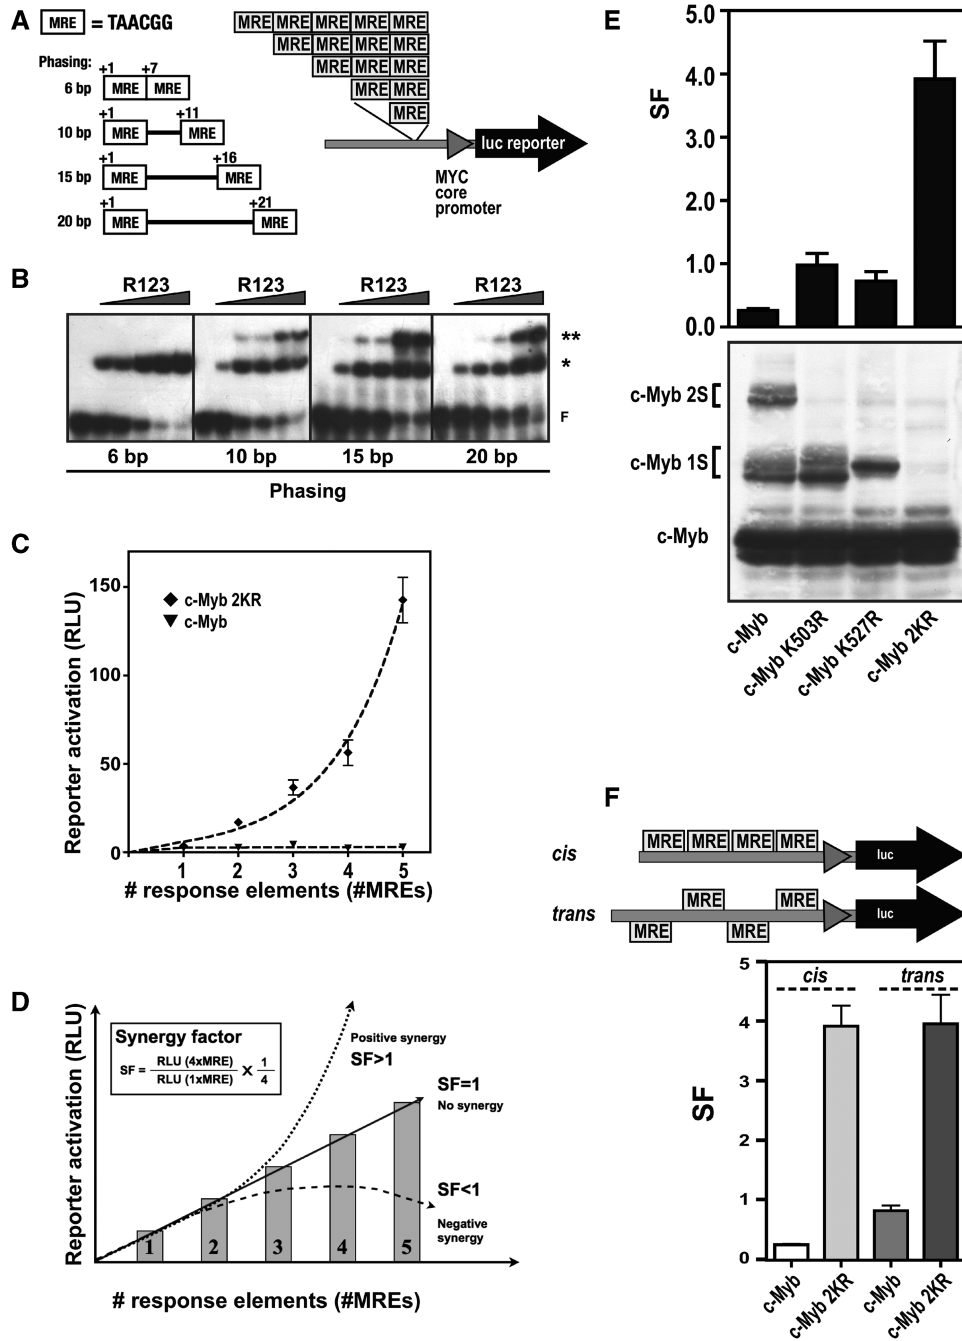 A
MRE = TAACGG
Phasing:
+1 +7
6 bp MRE MRE
+1 +11
10 bp MRE MRE
+1 +16
15 bp MRE MRE
+1 +21
20 bp MRE MRE
MRE MRE MRE MRE MRE
MRE MRE MRE MRE
MRE MRE MRE
MRE MRE
MRE
luc reporter
MYC
core
promoter
B
R123 R123 R123 R123
**
*
F
6 bp 10 bp 15 bp 20 bp
Phasing
C
Reporter activation (RLU)
150
100
50
0
c-Myb 2KR
c-Myb
1 2 3 4 5
# response elements (#MREs)
D
Reporter activation (RLU)
Synergy factor
SF = RLU (4xMRE) / RLU (1xMRE) X 1 / 4
Positive synergy
SF>1
SF=1
No synergy
SF<1
Negative
synergy
1 2 3 4 5
# response elements (#MREs)
E
SF
5.0
4.0
3.0
2.0
1.0
0.0
c-Myb 2S
c-Myb 1S
c-Myb
c-Myb
c-Myb K503R
c-Myb K527R
c-Myb 2KR
F
cis
MRE MRE MRE MRE
luc
trans
MRE MRE
MRE MRE
luc
SF
5
4
3
2
1
0
cis trans
c-Myb
c-Myb 2KR
c-Myb
c-Myb 2KR